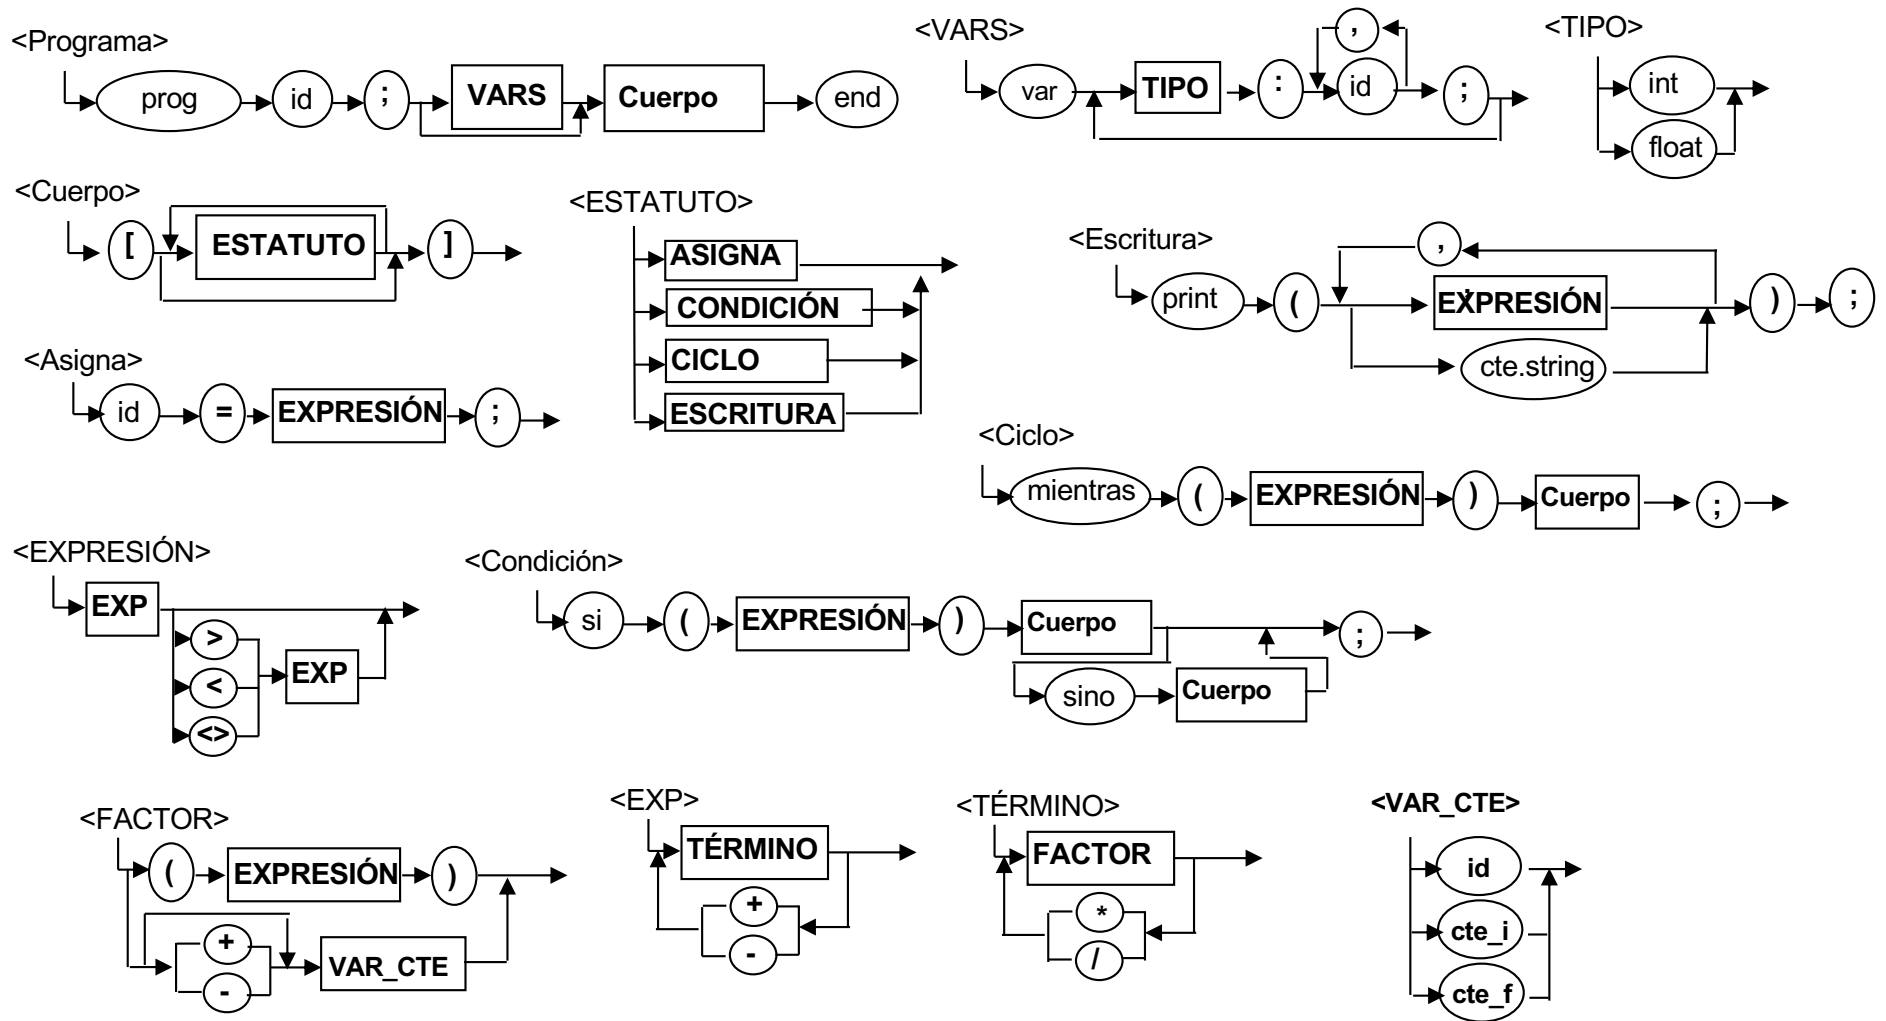 <Programa>
prog id ; VARS Cuerpo end
<VARS>
var TIPO : id , ;
<TIPO>
int
float
<Cuerpo>
[ ESTATUTO ]
<ESTATUTO>
ASIGNA
CONDICIÓN
CICLO
ESCRITURA
<Escritura>
,
print ( EXPRESIÓN ) ;
cte.string
<Asigna>
id = EXPRESIÓN ;
<Ciclo>
mientras ( EXPRESIÓN ) Cuerpo ;
<EXPRESIÓN>
EXP
>
<
<>
EXP
<Condición>
si ( EXPRESIÓN ) Cuerpo ;
sino Cuerpo
<FACTOR>
( EXPRESIÓN )
+
-
VAR_CTE
<EXP>
TÉRMINO
+
-
<TÉRMINO>
FACTOR
*
/
<VAR_CTE>
id
cte_i
cte_f